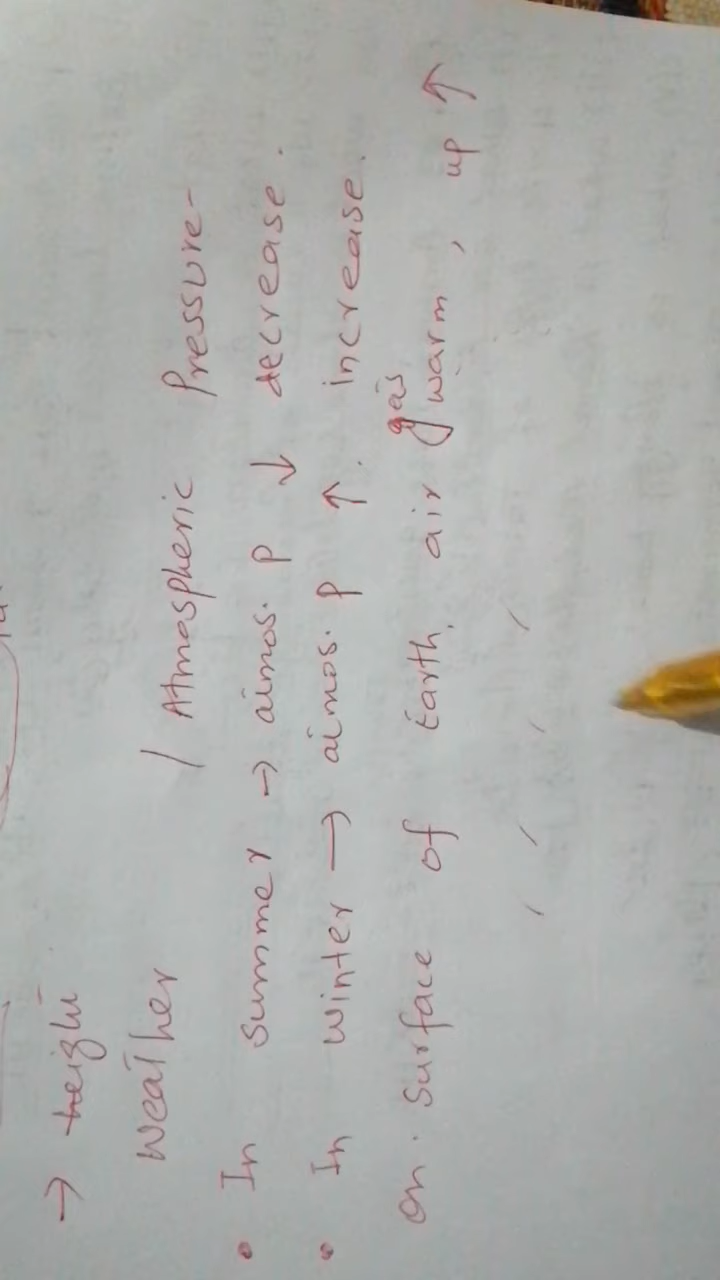 → height
Weather / Atmospheric Pressure-
• In summer → atmos. P ↓ decrease.
• In winter → atmos. P ↑. increase.
on. surface of Earth, air gas warm, up ↑